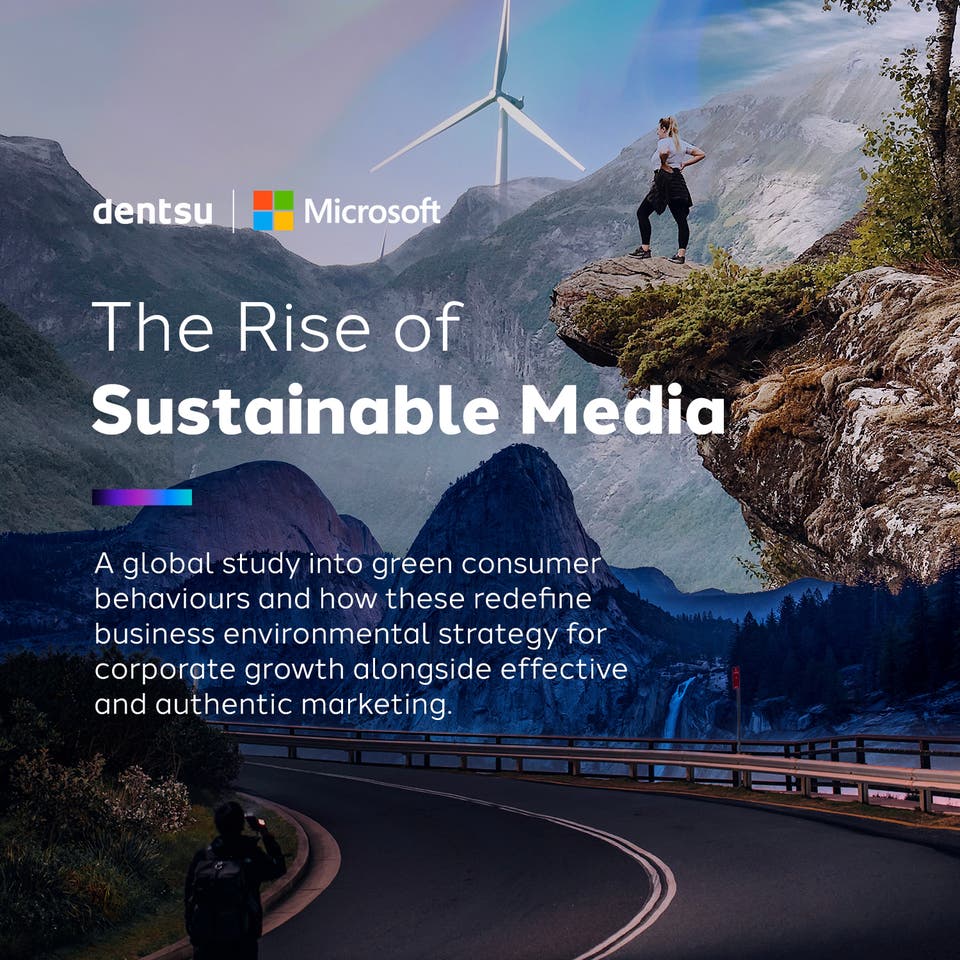 dentsu | Microsoft
The Rise of
Sustainable Media
A global study into green consumer
behaviours and how these redefine
business environmental strategy for
corporate growth alongside effective
and authentic marketing.